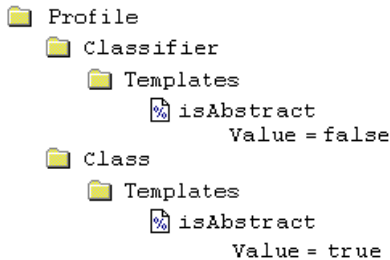 Profile
Classifier
Templates
isAbstract
Value = false
Class
Templates
isAbstract
Value = true